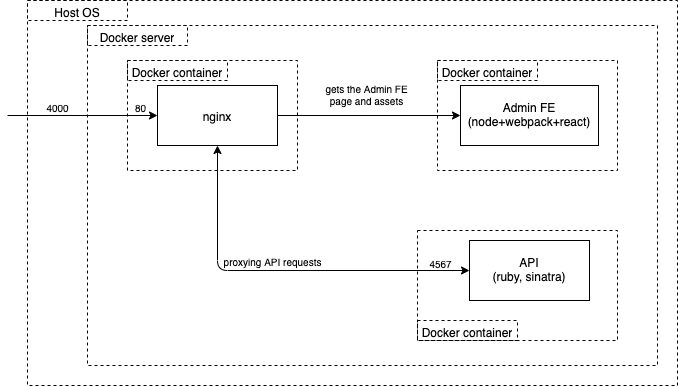 Host OS
Docker server
Docker container
Docker container
4000
80
nginx
gets the Admin FE
page and assets
Admin FE
(node+webpack+react)
proxying API requests
4567
API
(ruby, sinatra)
Docker container